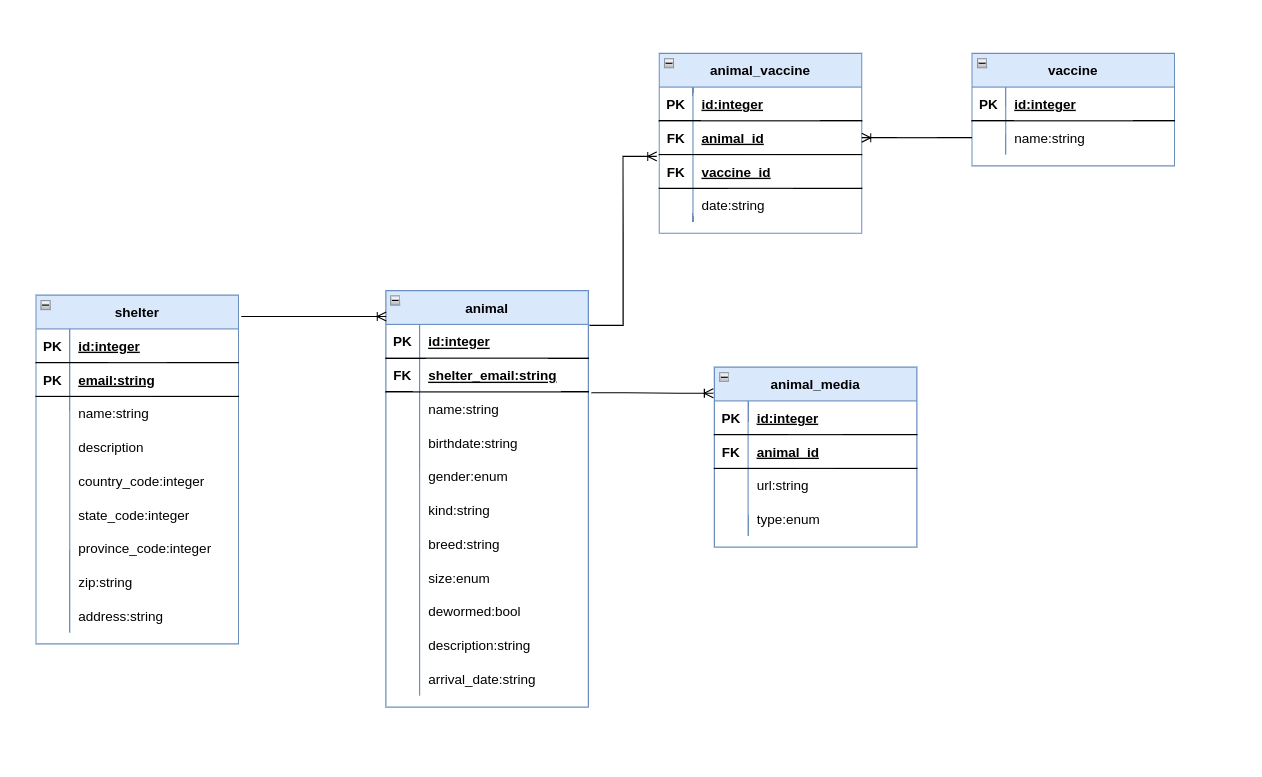 animal_vaccine
PK id:integer
FK animal_id
FK vaccine_id
date:string
vaccine
PK id:integer
name:string
shelter
PK id:integer
PK email:string
name:string
description
country_code:integer
state_code:integer
province_code:integer
zip:string
address:string
animal
PK id:integer
FK shelter_email:string
name:string
birthdate:string
gender:enum
kind:string
breed:string
size:enum
dewormed:bool
description:string
arrival_date:string
animal_media
PK id:integer
FK animal_id
url:string
type:enum